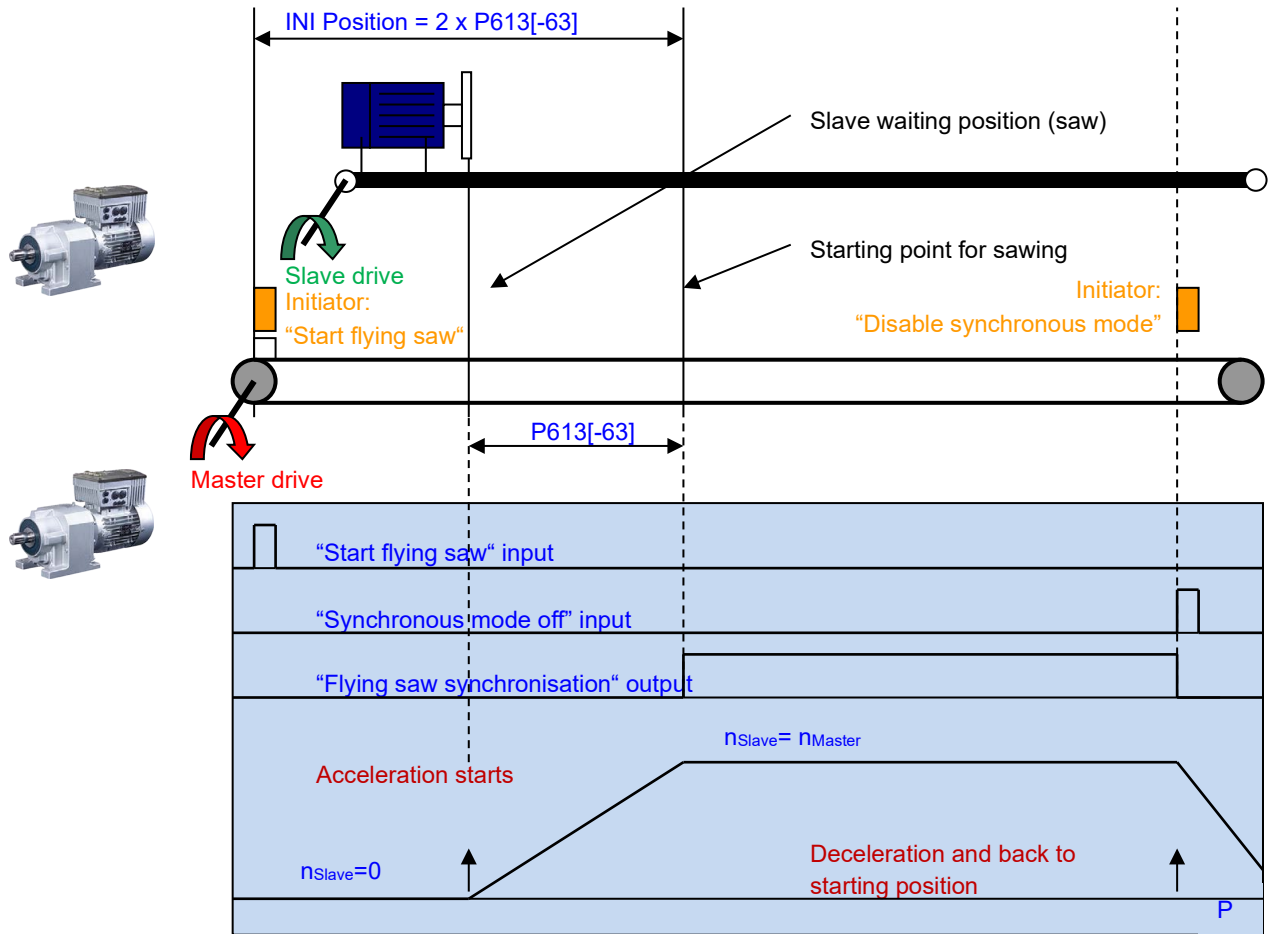 INI Position = 2 x P613[-63]
Slave waiting position (saw)
Starting point for sawing
Slave drive
Initiator:
“Start flying saw“
Initiator:
“Disable synchronous mode”
P613[-63]
Master drive
“Start flying saw“ input
“Synchronous mode off” input
“Flying saw synchronisation“ output
nSlave= nMaster
Acceleration starts
nSlave=0
Deceleration and back to
starting position
P